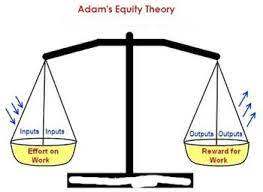 Adam's Equity Theory
Inputs Inputs
Effort on
Work
Outputs Outputs
Reward for
Work